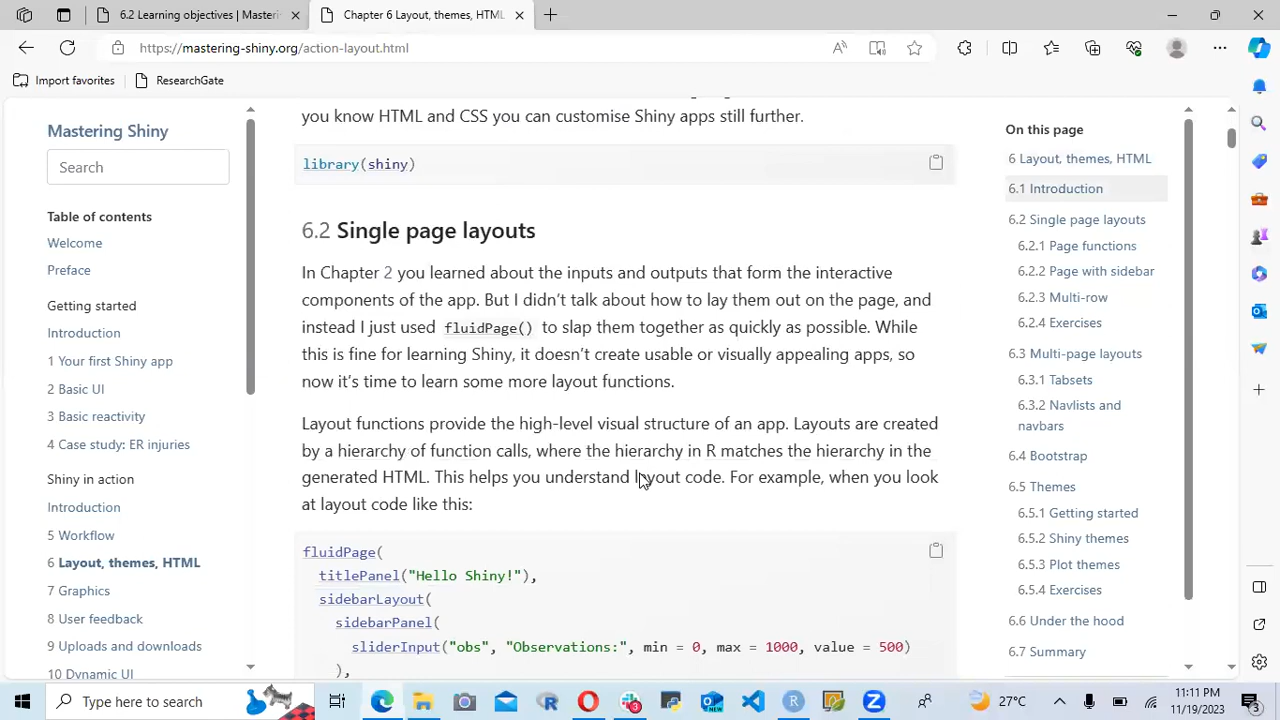 6.2 Learning objectives | Masteri
Chapter 6 Layout, themes, HTML
https://mastering-shiny.org/action-layout.html
Import favorites
ResearchGate
Mastering Shiny
Search
Table of contents
Welcome
Preface
Getting started
Introduction
1 Your first Shiny app
2 Basic UI
3 Basic reactivity
4 Case study: ER injuries
Shiny in action
Introduction
5 Workflow
6 Layout, themes, HTML
7 Graphics
8 User feedback
9 Uploads and downloads
10 Dynamic UI
you know HTML and CSS you can customise Shiny apps still further.
library(shiny)
6.2 Single page layouts
In Chapter 2 you learned about the inputs and outputs that form the interactive
components of the app. But I didn't talk about how to lay them out on the page, and
instead I just used fluidPage() to slap them together as quickly as possible. While
this is fine for learning Shiny, it doesn't create usable or visually appealing apps, so
now it's time to learn some more layout functions.
Layout functions provide the high-level visual structure of an app. Layouts are created
by a hierarchy of function calls, where the hierarchy in R matches the hierarchy in the
generated HTML. This helps you understand layout code. For example, when you look
at layout code like this:
fluidPage(
titlePanel("Hello Shiny!"),
sidebarLayout(
sidebarPanel(
sliderInput("obs", "Observations:", min = 0, max = 1000, value = 500)
),
On this page
6 Layout, themes, HTML
6.1 Introduction
6.2 Single page layouts
6.2.1 Page functions
6.2.2 Page with sidebar
6.2.3 Multi-row
6.2.4 Exercises
6.3 Multi-page layouts
6.3.1 Tabsets
6.3.2 Navlists and
navbars
6.4 Bootstrap
6.5 Themes
6.5.1 Getting started
6.5.2 Shiny themes
6.5.3 Plot themes
6.5.4 Exercises
6.6 Under the hood
6.7 Summary
Type here to search
27°C
11:11 PM
11/19/2023